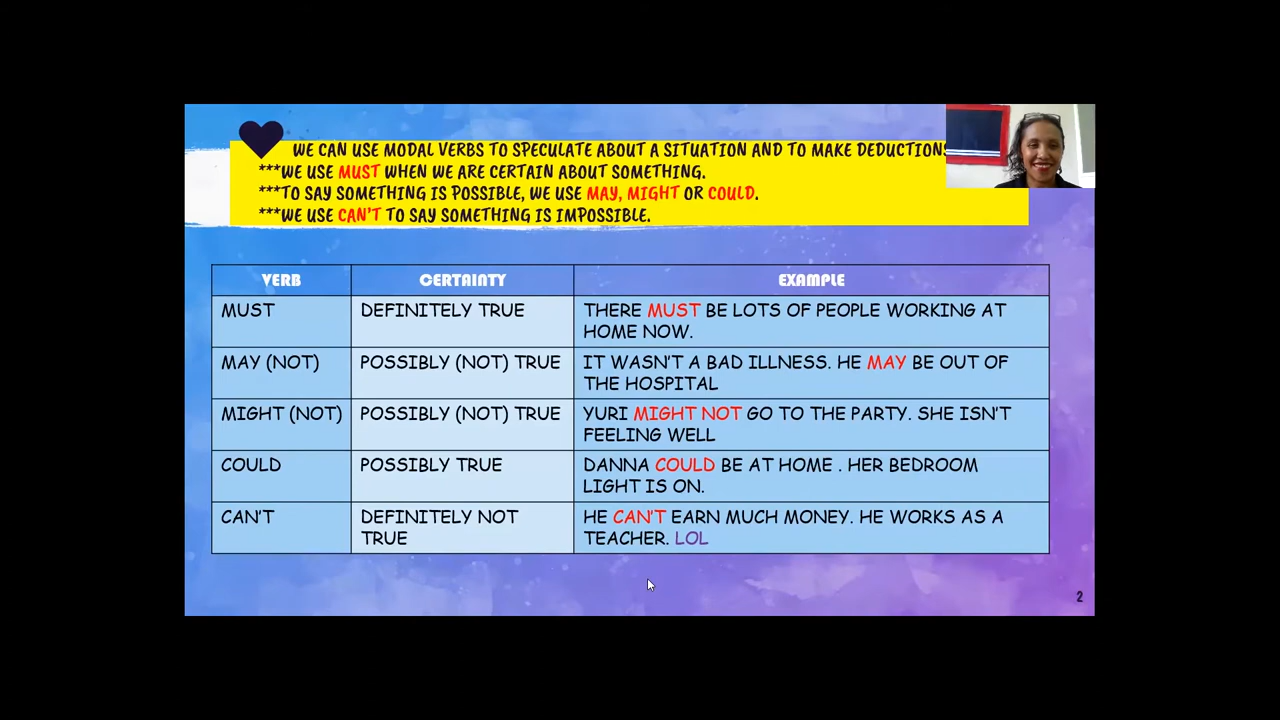 WE CAN USE MODAL VERBS TO SPECULATE ABOUT A SITUATION AND TO MAKE DEDUCTIONS
***WE USE MUST WHEN WE ARE CERTAIN ABOUT SOMETHING.
***TO SAY SOMETHING IS POSSIBLE, WE USE MAY, MIGHT OR COULD.
***WE USE CAN'T TO SAY SOMETHING IS IMPOSSIBLE.
VERB CERTAINTY EXAMPLE
MUST DEFINITELY TRUE THERE MUST BE LOTS OF PEOPLE WORKING AT
HOME NOW.
MAY (NOT) POSSIBLY (NOT) TRUE IT WASN'T A BAD ILLNESS. HE MAY BE OUT OF
THE HOSPITAL
MIGHT (NOT) POSSIBLY (NOT) TRUE YURI MIGHT NOT GO TO THE PARTY. SHE ISN'T
FEELING WELL
COULD POSSIBLY TRUE DANNA COULD BE AT HOME . HER BEDROOM
LIGHT IS ON.
CAN'T DEFINITELY NOT HE CAN'T EARN MUCH MONEY. HE WORKS AS A
TRUE TEACHER. LOL
2